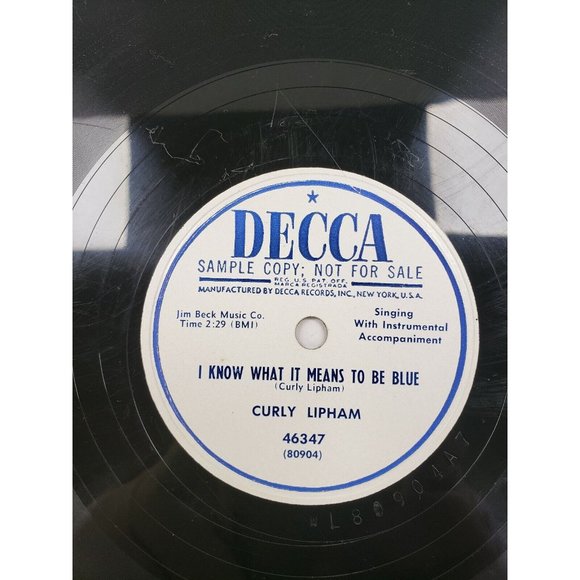 DECCA
SAMPLE COPY; NOT FOR SALE
REG. U.S. PAT. OFF.
MARCA REGISTRADA
MANUFACTURED BY DECCA RECORDS, INC., NEW YORK, U.S.A.
Jim Beck Music Co.
Time 2:29 (BMI)
Singing
With Instrumental
Accompaniment
I KNOW WHAT IT MEANS TO BE BLUE
(Curly Lipham)
CURLY LIPHAM
46347
(80904)